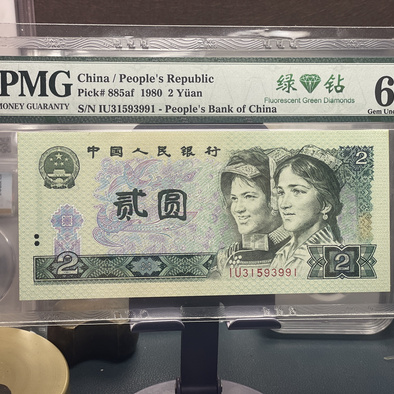 PMG
MONEY GUARANTY
China / People's Republic
Pick# 885af 1980 2 Yüan
S/N IU31593991 - People's Bank of China
绿 钻
Fluorescent Green Diamonds
6
Gem Unc
中国人民银行
2
贰圆
IU31593991
2
2